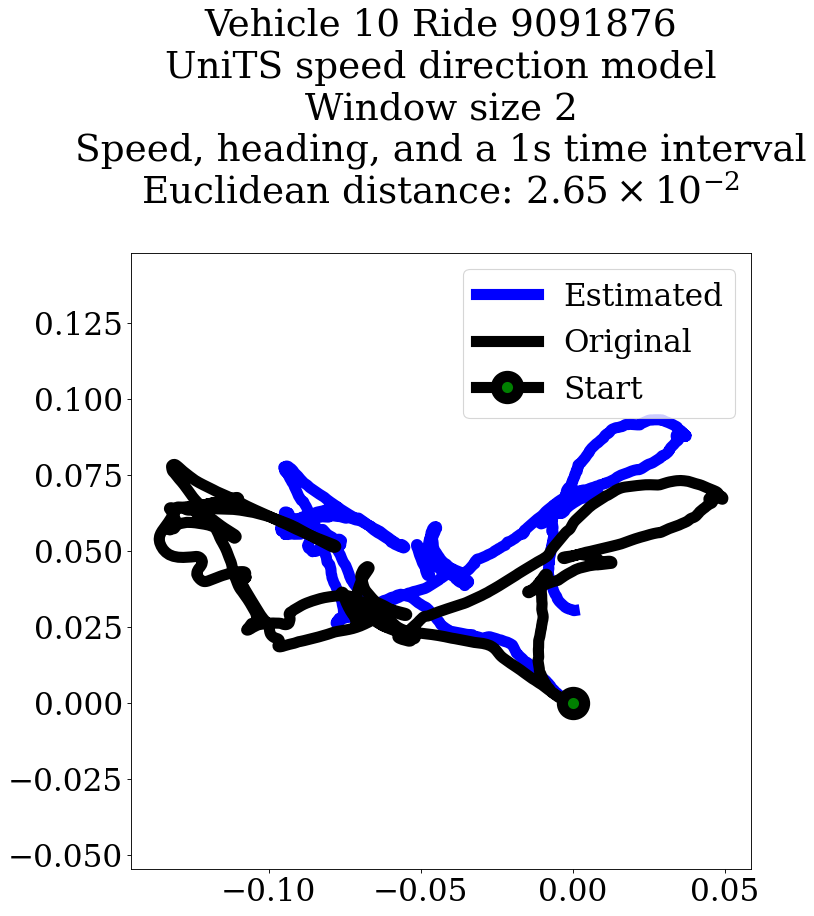 Vehicle 10 Ride 9091876
UniTS speed direction model
Window size 2
Speed, heading, and a 1s time interval
Euclidean distance: 2.65 × 10⁻²
Estimated
Original
Start
0.125
0.100
0.075
0.050
0.025
0.000
−0.025
−0.050
−0.10 −0.05 0.00 0.05